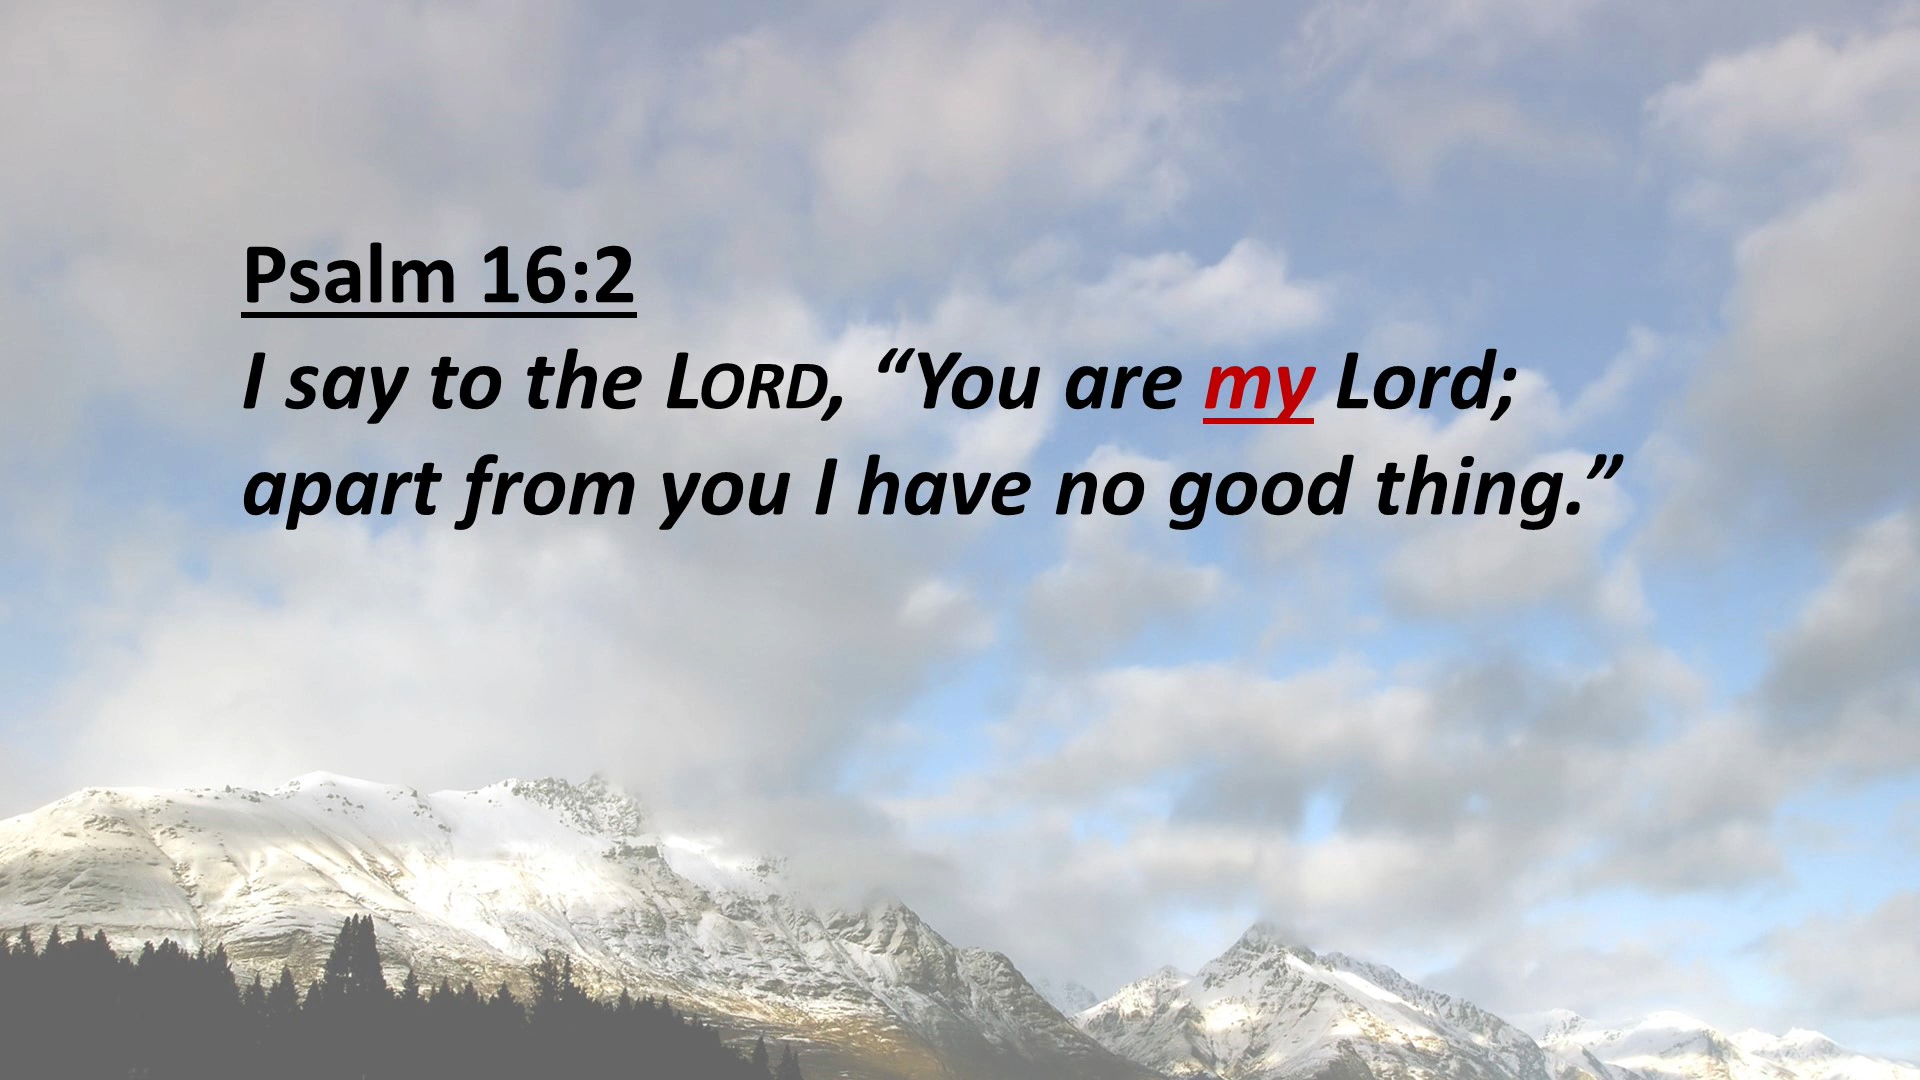 Psalm 16:2
I say to the LORD, “You are my Lord;
apart from you I have no good thing.”